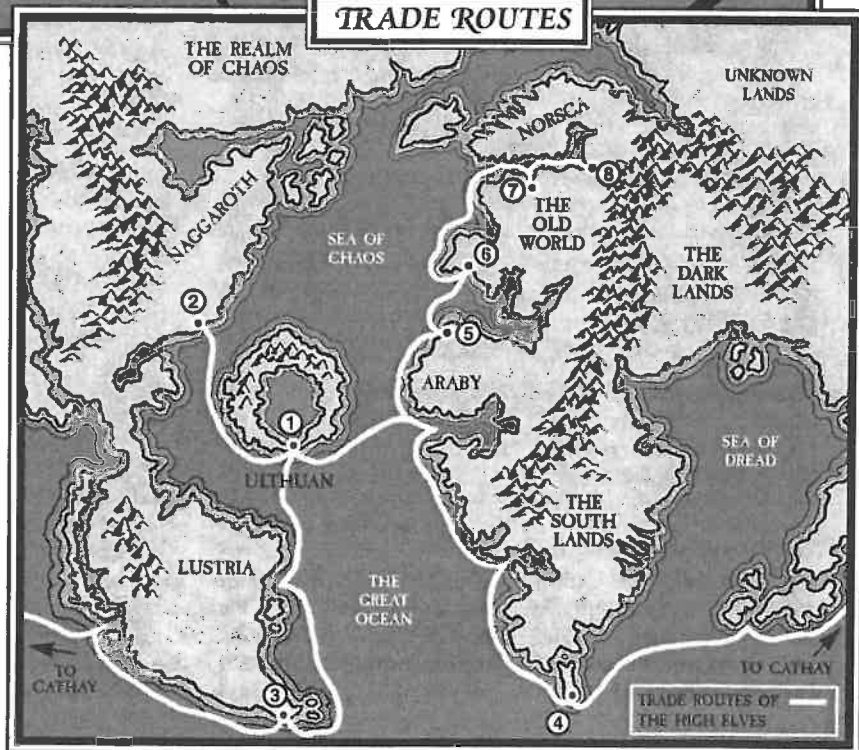 TRADE ROUTES
THE REALM
OF CHAOS
UNKNOWN
LANDS
NORSCA
NAGGAROTH
SEA OF
CHAOS
7
8
THE
OLD
WORLD
6
THE
DARK
LANDS
2
5
ARABY
1
ULTHUAN
SEA OF
DREAD
THE
SOUTH
LANDS
LUSTRIA
THE
GREAT
OCEAN
TO
CATHAY
TO CATHAY
3
4
TRADE ROUTES OF
THE HIGH ELVES